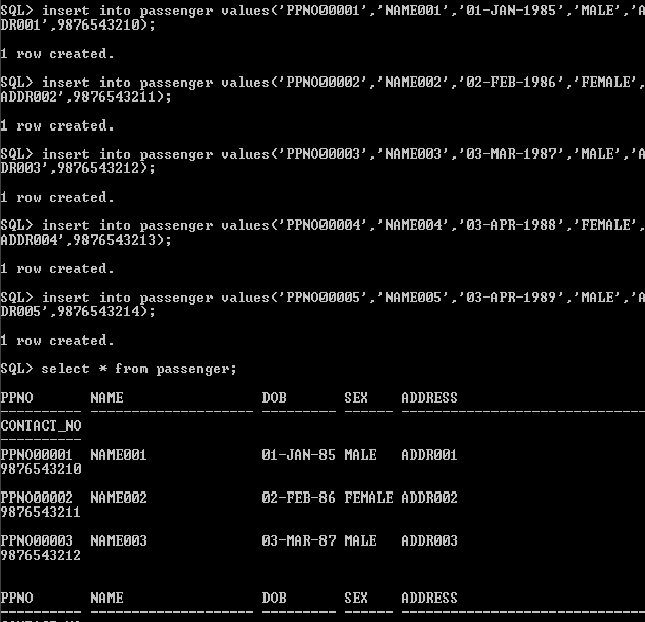 SQL> insert into passenger values('PPNO00001','NAME001','01-JAN-1985','MALE','A
DR001',9876543210);
1 row created.
SQL> insert into passenger values('PPNO00002','NAME002','02-FEB-1986','FEMALE',
ADDR002',9876543211);
1 row created.
SQL> insert into passenger values('PPNO00003','NAME003','03-MAR-1987','MALE','A
DR003',9876543212);
1 row created.
SQL> insert into passenger values('PPNO00004','NAME004','03-APR-1988','FEMALE',
ADDR004',9876543213);
1 row created.
SQL> insert into passenger values('PPNO00005','NAME005','03-APR-1989','MALE','A
DR005',9876543214);
1 row created.
SQL> select * from passenger;
PPNO NAME DOB SEX ADDRESS
---------- -------------------- --------- ------ ------------------------------
CONTACT_NO
----------
PPNO00001 NAME001 01-JAN-85 MALE ADDR001
9876543210
PPNO00002 NAME002 02-FEB-86 FEMALE ADDR002
9876543211
PPNO00003 NAME003 03-MAR-87 MALE ADDR003
9876543212
PPNO NAME DOB SEX ADDRESS
---------- -------------------- --------- ------ ------------------------------